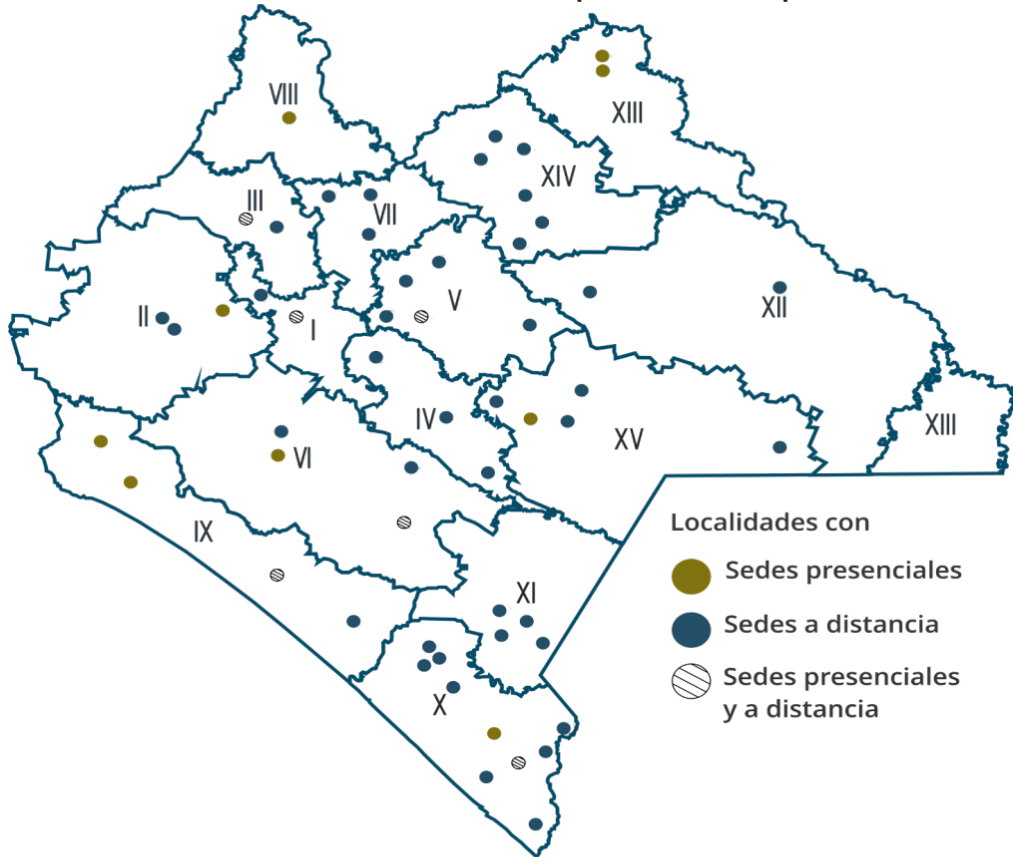 VIII
XIII
XIV
III
VII
XII
V
II
I
IV
XV
XIII
VI
IX
XI
X
Localidades con
Sedes presenciales
Sedes a distancia
Sedes presenciales
y a distancia